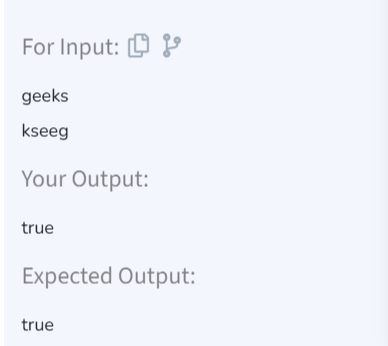 For Input:
geeks
kseeg
Your Output:
true
Expected Output:
true